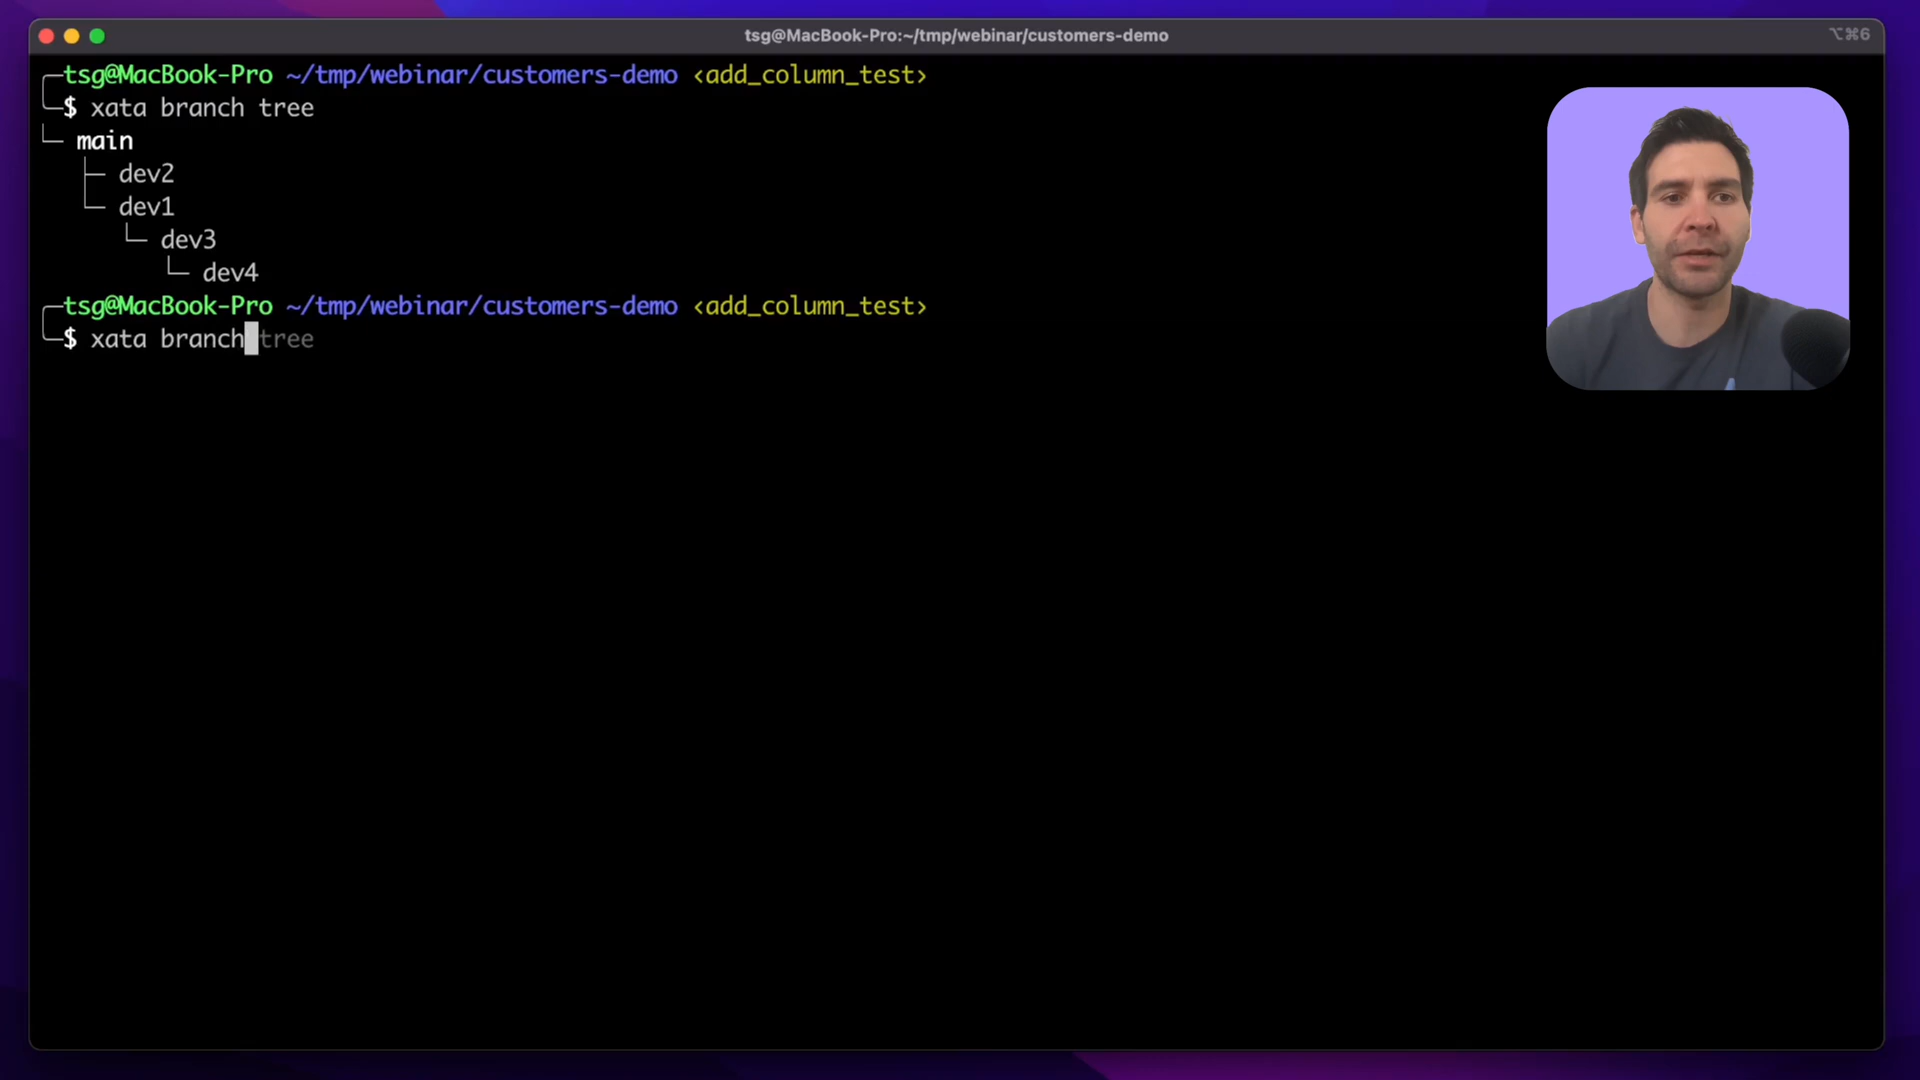 tsg@MacBook-Pro:~/tmp/webinar/customers-demo
⌥⌘6
tsg@MacBook-Pro ~/tmp/webinar/customers-demo ‹add_column_test›
$ xata branch tree
└─ main
├─ dev2
└─ dev1
└─ dev3
└─ dev4
tsg@MacBook-Pro ~/tmp/webinar/customers-demo ‹add_column_test›
$ xata branch tree